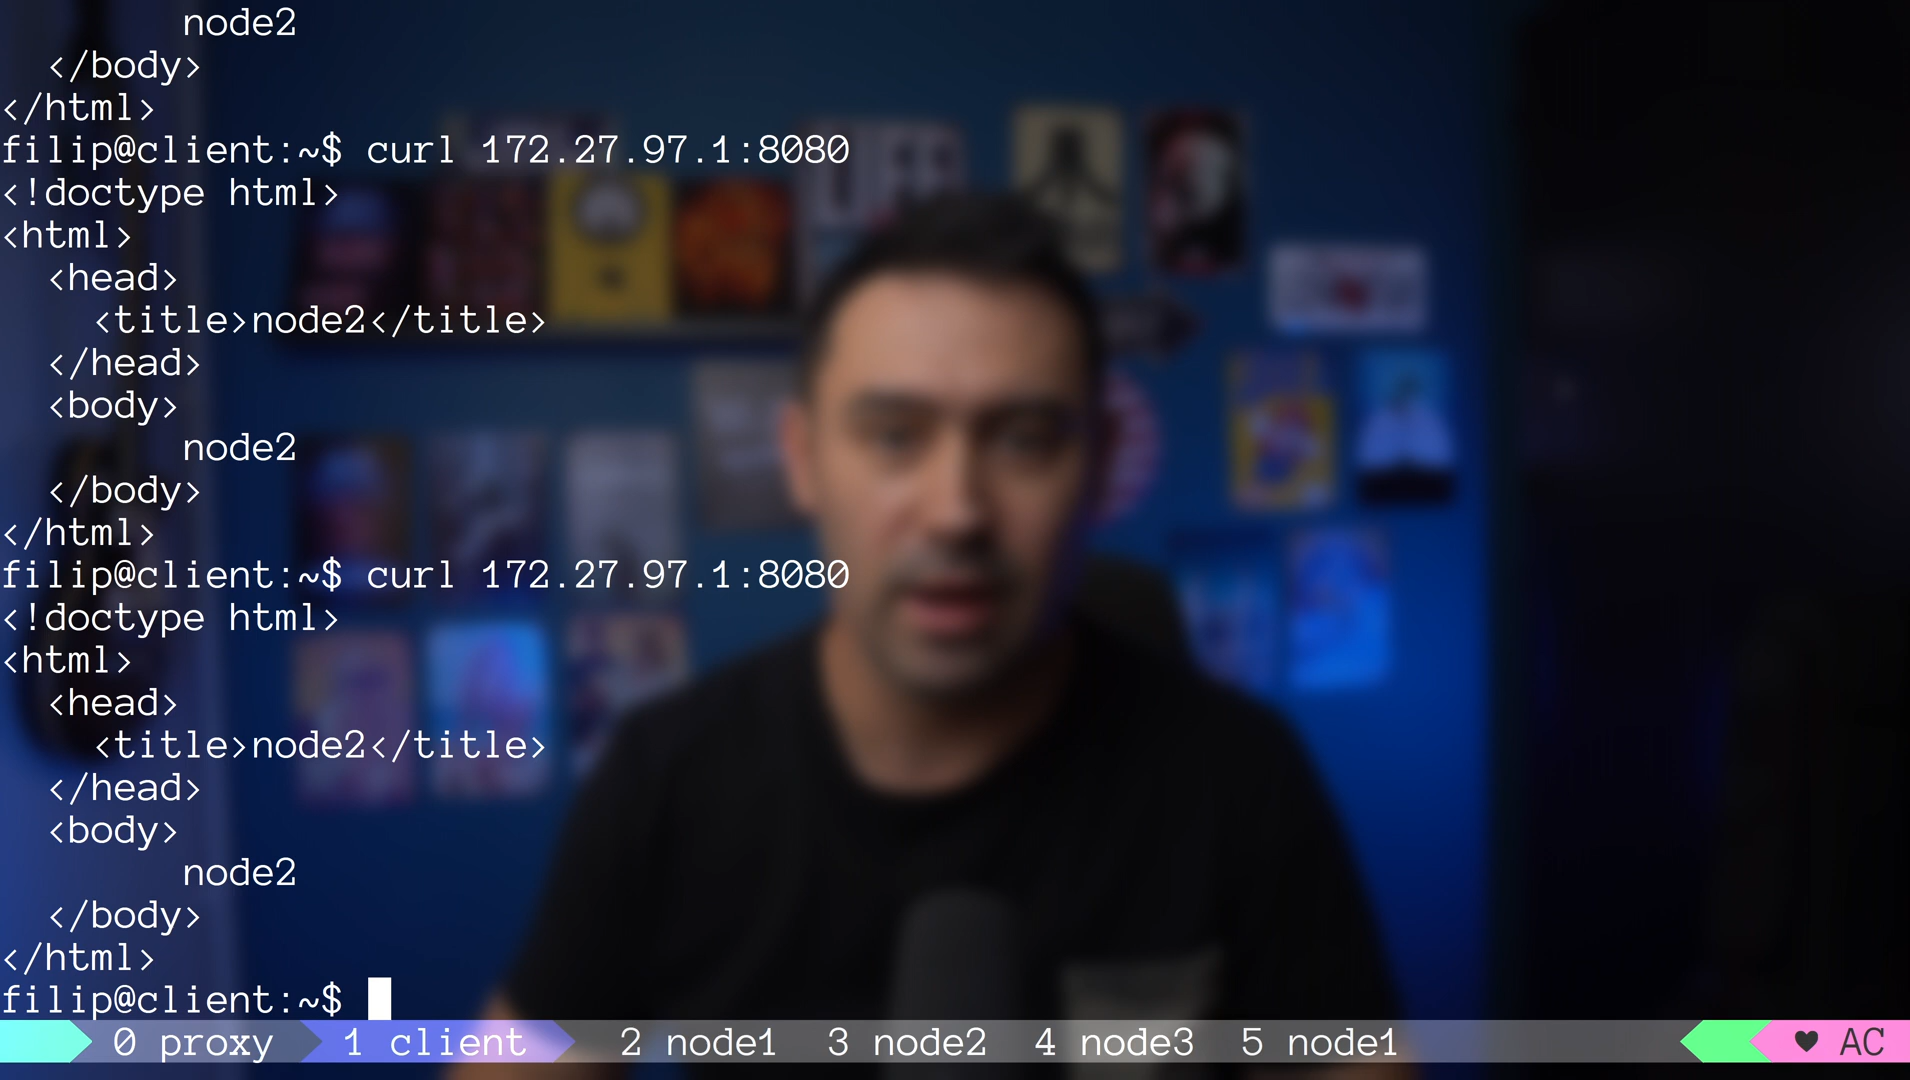 node2
</body>
</html>
filip@client:~$ curl 172.27.97.1:8080
<!doctype html>
<html>
<head>
<title>node2</title>
</head>
<body>
node2
</body>
</html>
filip@client:~$ curl 172.27.97.1:8080
<!doctype html>
<html>
<head>
<title>node2</title>
</head>
<body>
node2
</body>
</html>
filip@client:~$
0 proxy 1 client 2 node1 3 node2 4 node3 5 node1 ♥ AC